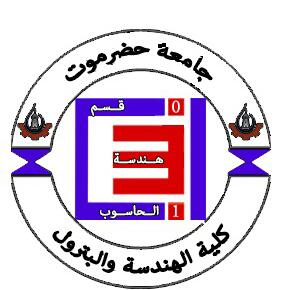 جامعة حضرموت
قسم 0
هندسة
الحاسوب 1
كلية الهندسة والبترول